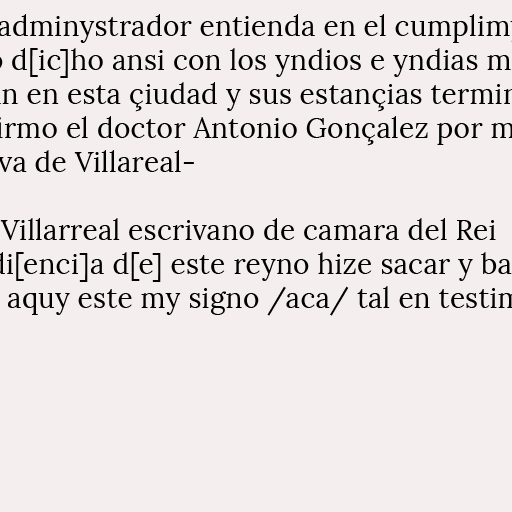 adminystrador entienda en el cumplimy
d[ic]ho ansi con los yndios e yndias m
n en esta çiudad y sus estançias termin
irmo el doctor Antonio Gonçalez por m
va de Villareal-
Villarreal escrivano de camara del Rei
di[enci]a d[e] este reyno hize sacar y ba
aquy este my signo /aca/ tal en testim